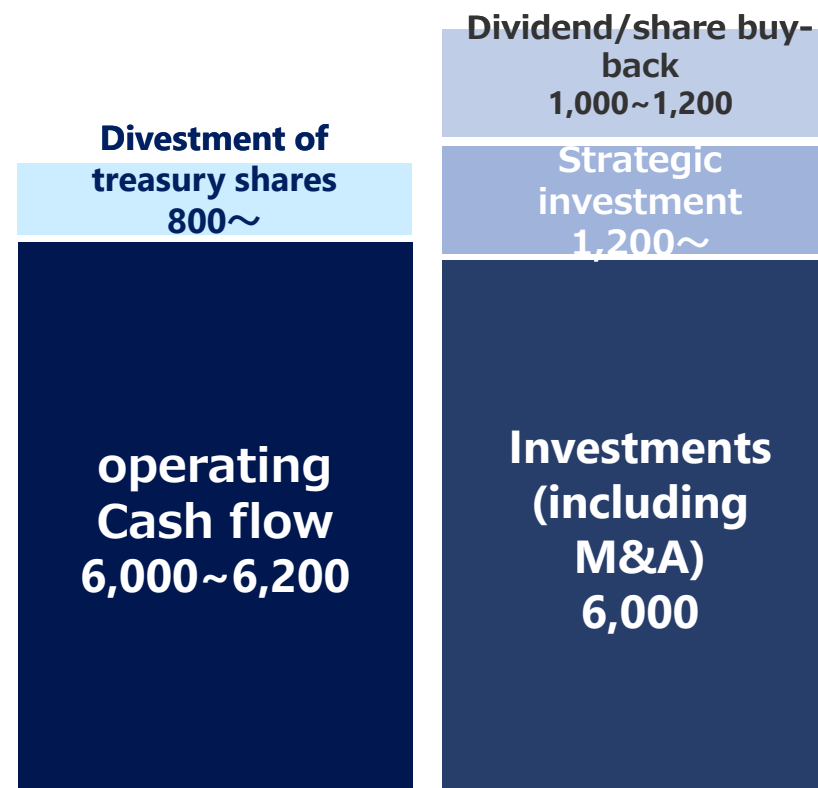 Divestment of
treasury shares
800～
operating
Cash flow
6,000~6,200
Dividend/share buy-
back
1,000~1,200
Strategic
investment
1,200～
Investments
(including
M&A)
6,000